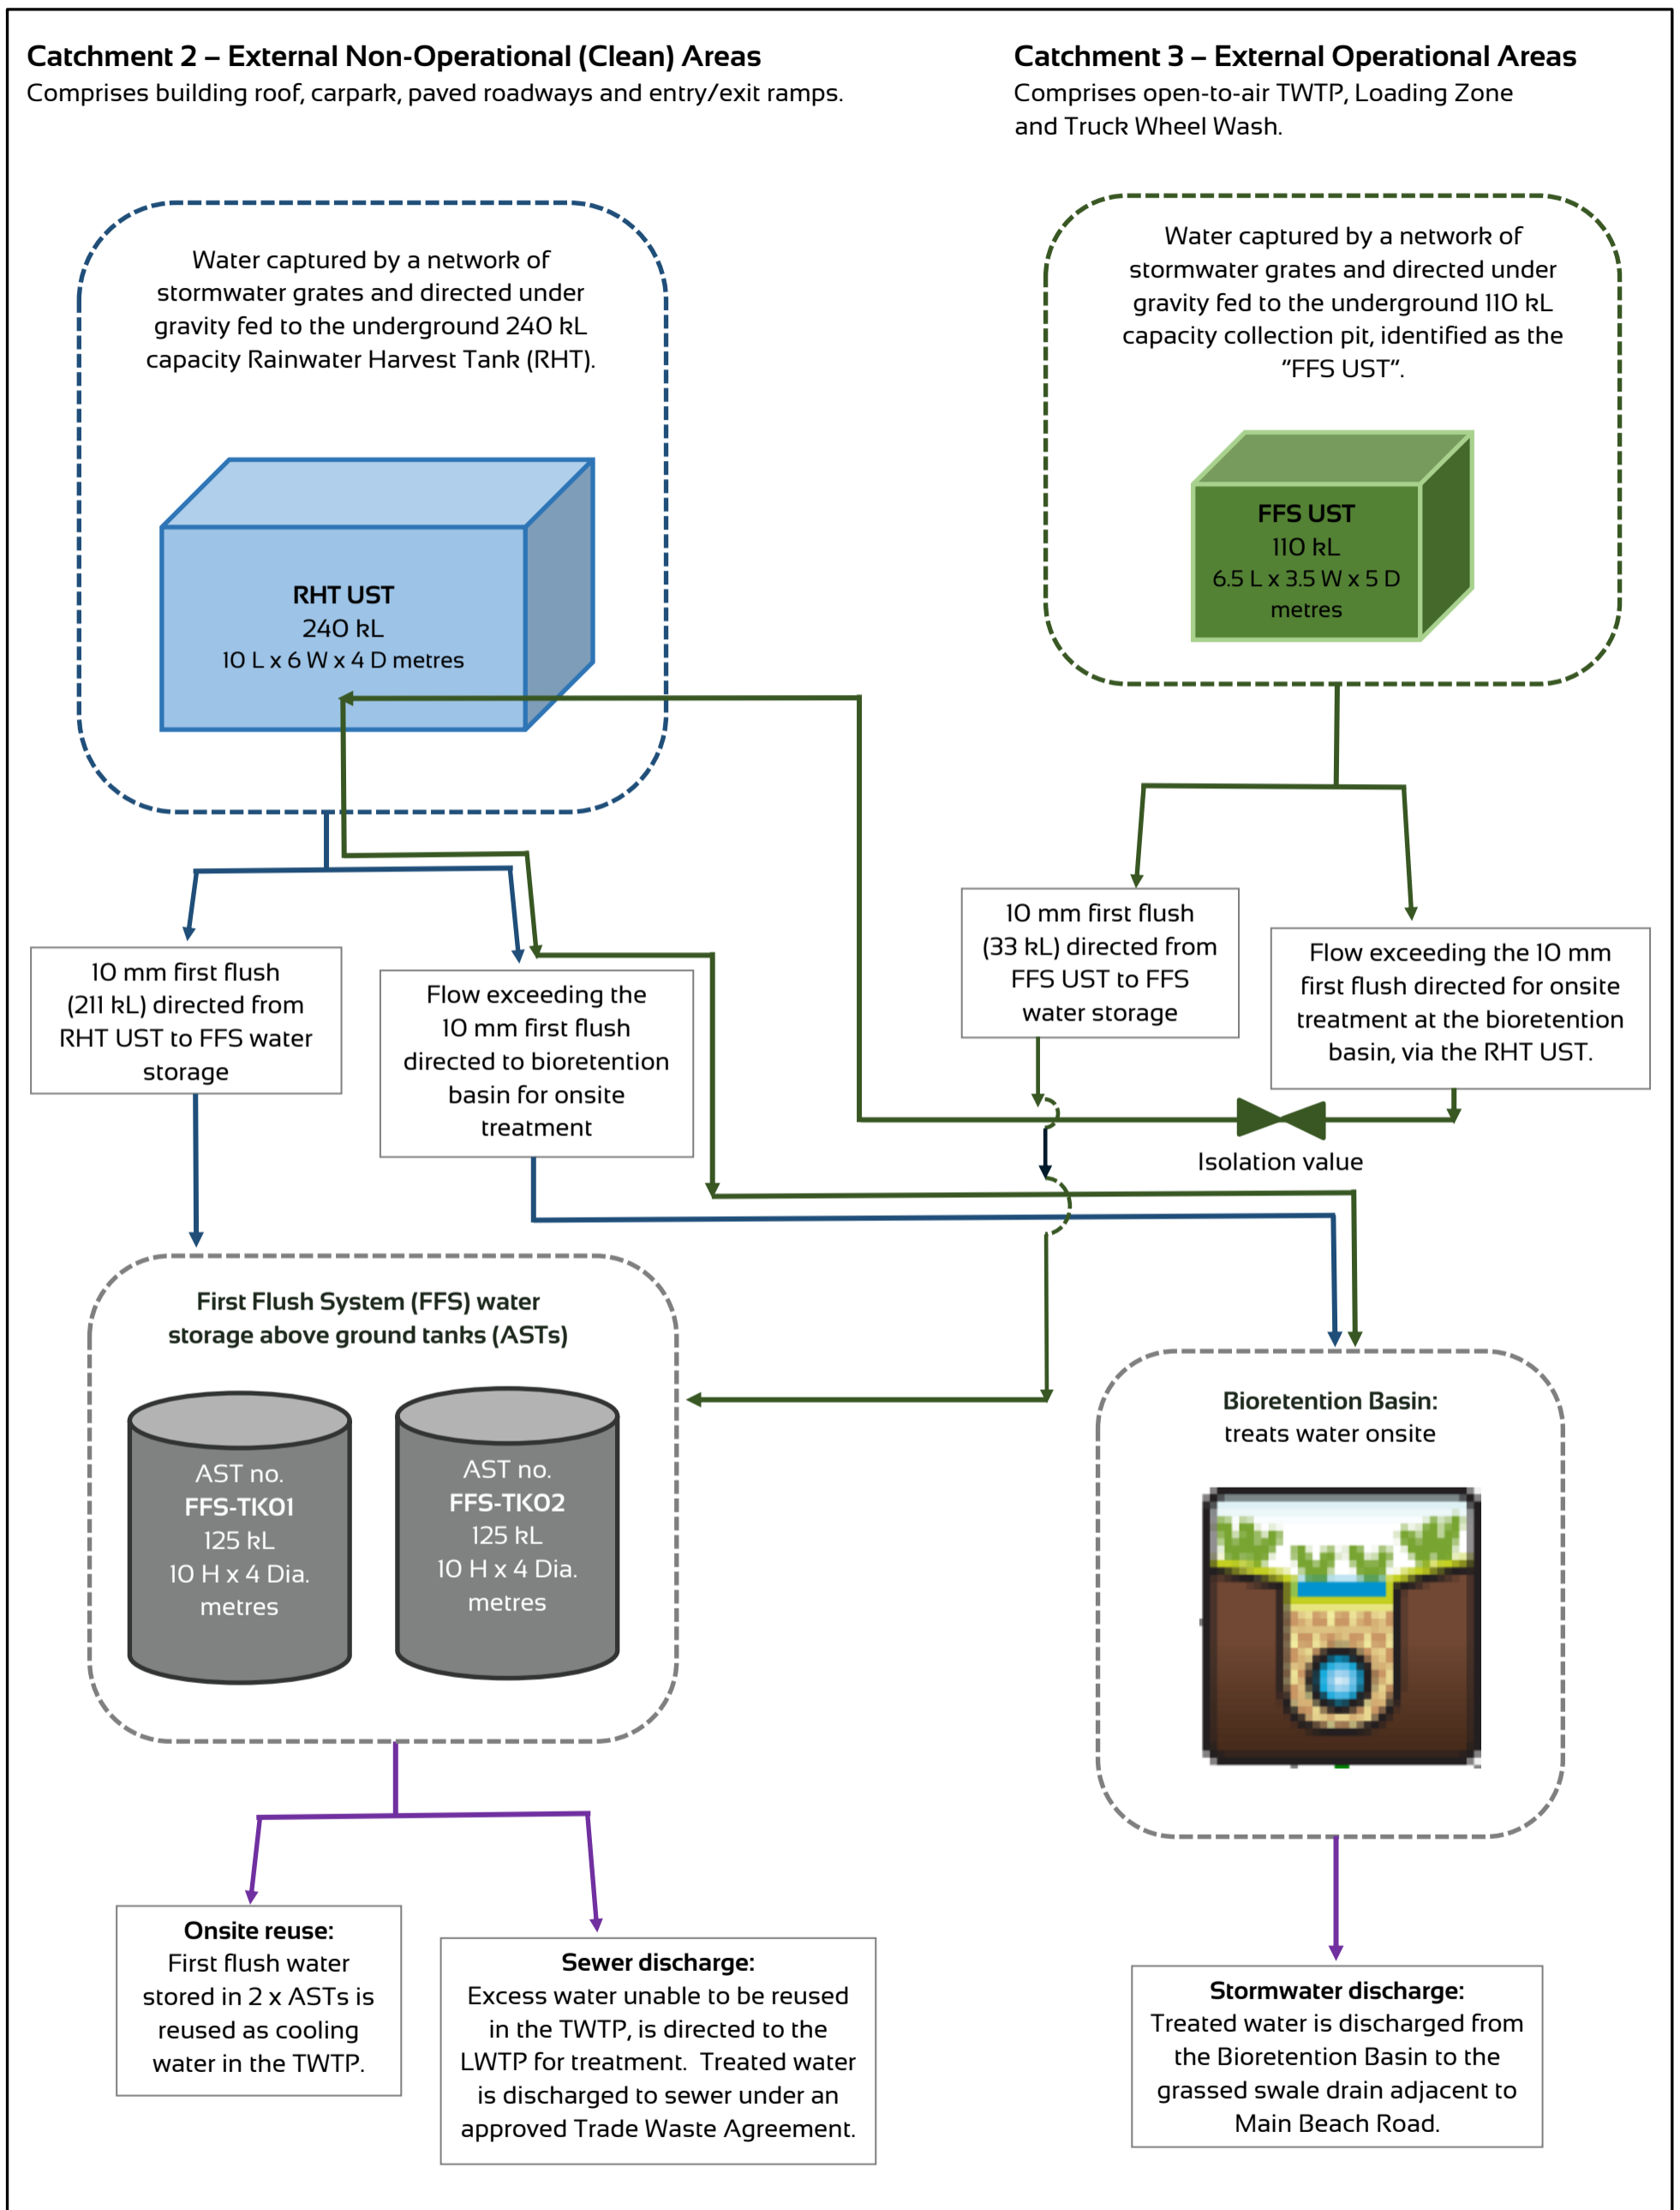 Catchment 2 – External Non-Operational (Clean) Areas
Comprises building roof, carpark, paved roadways and entry/exit ramps.
Catchment 3 – External Operational Areas
Comprises open-to-air TWTP, Loading Zone
and Truck Wheel Wash.
Water captured by a network of
stormwater grates and directed under
gravity fed to the underground 240 kL
capacity Rainwater Harvest Tank (RHT).
RHT UST
240 kL
10 L x 6 W x 4 D metres
Water captured by a network of
stormwater grates and directed under
gravity fed to the underground 110 kL
capacity collection pit, identified as the
“FFS UST”.
FFS UST
110 kL
6.5 L x 3.5 W x 5 D
metres
10 mm first flush
(211 kL) directed from
RHT UST to FFS water
storage
Flow exceeding the
10 mm first flush
directed to bioretention
basin for onsite
treatment
10 mm first flush
(33 kL) directed from
FFS UST to FFS
water storage
Flow exceeding the 10 mm
first flush directed for onsite
treatment at the bioretention
basin, via the RHT UST.
Isolation value
First Flush System (FFS) water
storage above ground tanks (ASTs)
AST no.
FFS-TK01
125 kL
10 H x 4 Dia.
metres
AST no.
FFS-TK02
125 kL
10 H x 4 Dia.
metres
Bioretention Basin:
treats water onsite
Onsite reuse:
First flush water
stored in 2 x ASTs is
reused as cooling
water in the TWTP.
Sewer discharge:
Excess water unable to be reused
in the TWTP, is directed to the
LWTP for treatment.  Treated water
is discharged to sewer under an
approved Trade Waste Agreement.
Stormwater discharge:
Treated water is discharged from
the Bioretention Basin to the
grassed swale drain adjacent to
Main Beach Road.